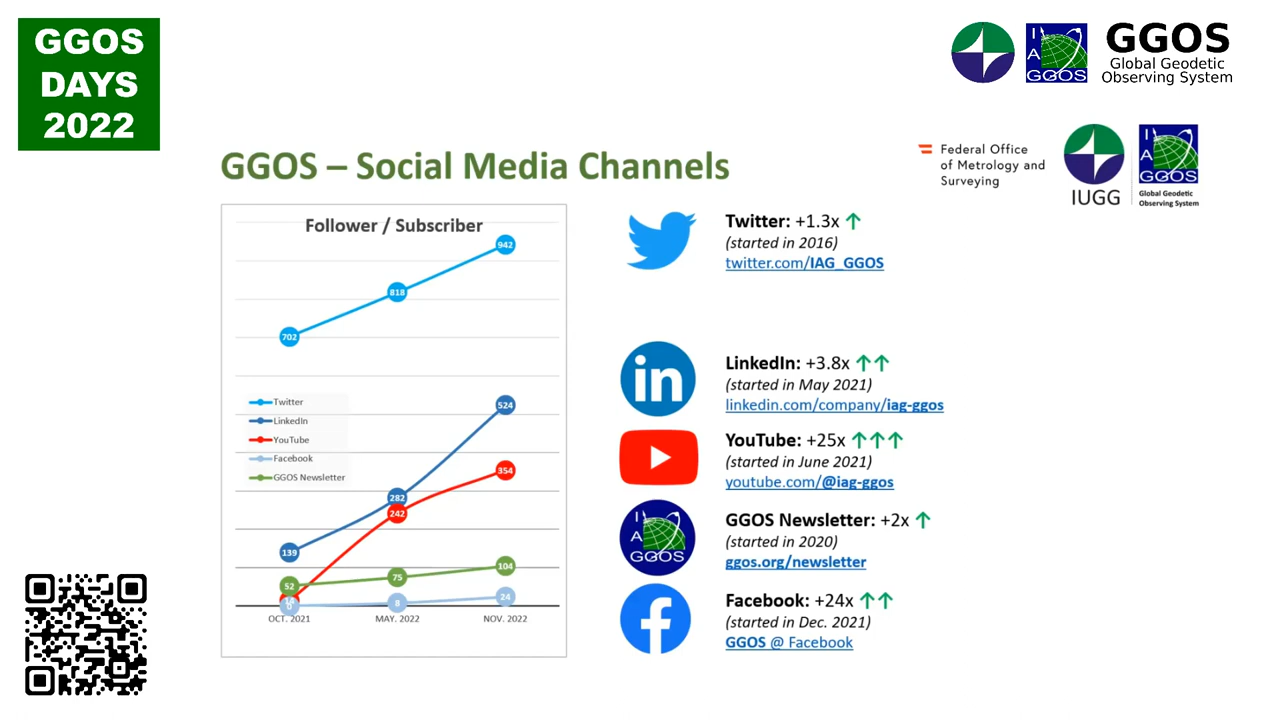 GGOS
DAYS
2022
I
A
GGOS
GGOS
Global Geodetic
Observing System
GGOS – Social Media Channels
Federal Office
of Metrology and
Surveying
IUGG
I
A
GGOS
Global Geodetic
Observing System
Follower / Subscriber
942
818
702
Twitter
LinkedIn
YouTube
Facebook
GGOS Newsletter
524
354
282
242
139
104
75
52
24
8
0
OCT. 2021
MAY. 2022
NOV. 2022
Twitter: +1.3x ↑
(started in 2016)
twitter.com/IAG_GGOS
in
LinkedIn: +3.8x ↑↑
(started in May 2021)
linkedin.com/company/iag-ggos
YouTube: +25x ↑↑↑
(started in June 2021)
youtube.com/@iag-ggos
I
A
GGOS
GGOS Newsletter: +2x ↑
(started in 2020)
ggos.org/newsletter
f
Facebook: +24x ↑↑
(started in Dec. 2021)
GGOS @ Facebook